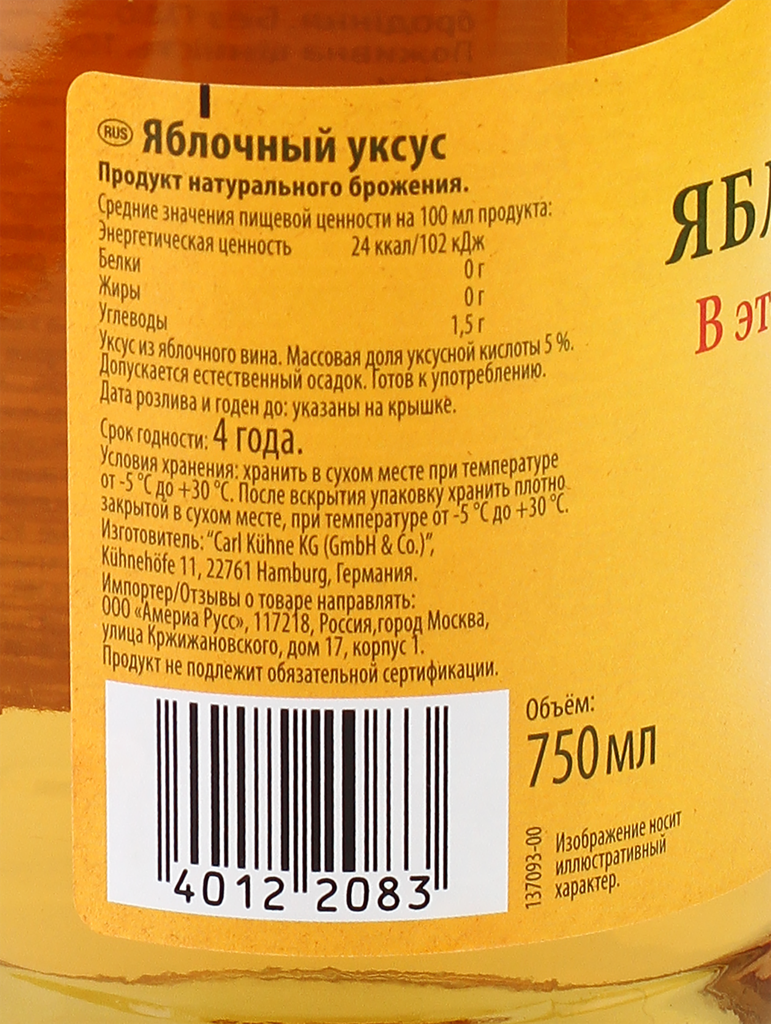 RUS Яблочный уксус
Продукт натурального брожения.
Средние значения пищевой ценности на 100 мл продукта:
Энергетическая ценность 24 ккал/102 кДж
Белки 0 г
Жиры 0 г
Углеводы 1,5 г
Уксус из яблочного вина. Массовая доля уксусной кислоты 5 %.
Допускается естественный осадок. Готов к употреблению.
Дата розлива и годен до: указаны на крышке.
Срок годности: 4 года.
Условия хранения: хранить в сухом месте при температуре
от -5 °C до +30 °C. После вскрытия упаковку хранить плотно
закрытой в сухом месте, при температуре от -5 °C до +30 °C.
Изготовитель: "Carl Kühne KG (GmbH & Co.)",
Kühnehöfe 11, 22761 Hamburg, Германия.
Импортер/Отзывы о товаре направлять:
ООО «Америа Русс», 117218, Россия,город Москва,
улица Кржижановского, дом 17, корпус 1.
Продукт не подлежит обязательной сертификации.
4012 2083
Объём:
750 мл
137093-00
Изображение носит
иллюстративный
характер.
ЯБЛ
В эт